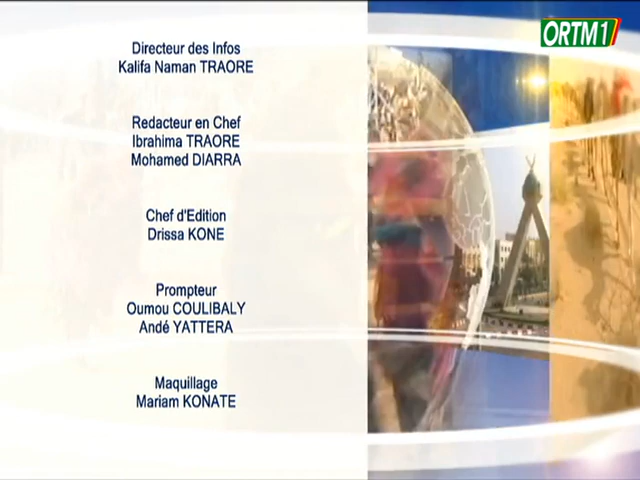 ORTM1
Directeur des Infos
Kalifa Naman TRAORE
Redacteur en Chef
Ibrahima TRAORE
Mohamed DIARRA
Chef d'Edition
Drissa KONE
Prompteur
Oumou COULIBALY
Andé YATTERA
Maquillage
Mariam KONATE